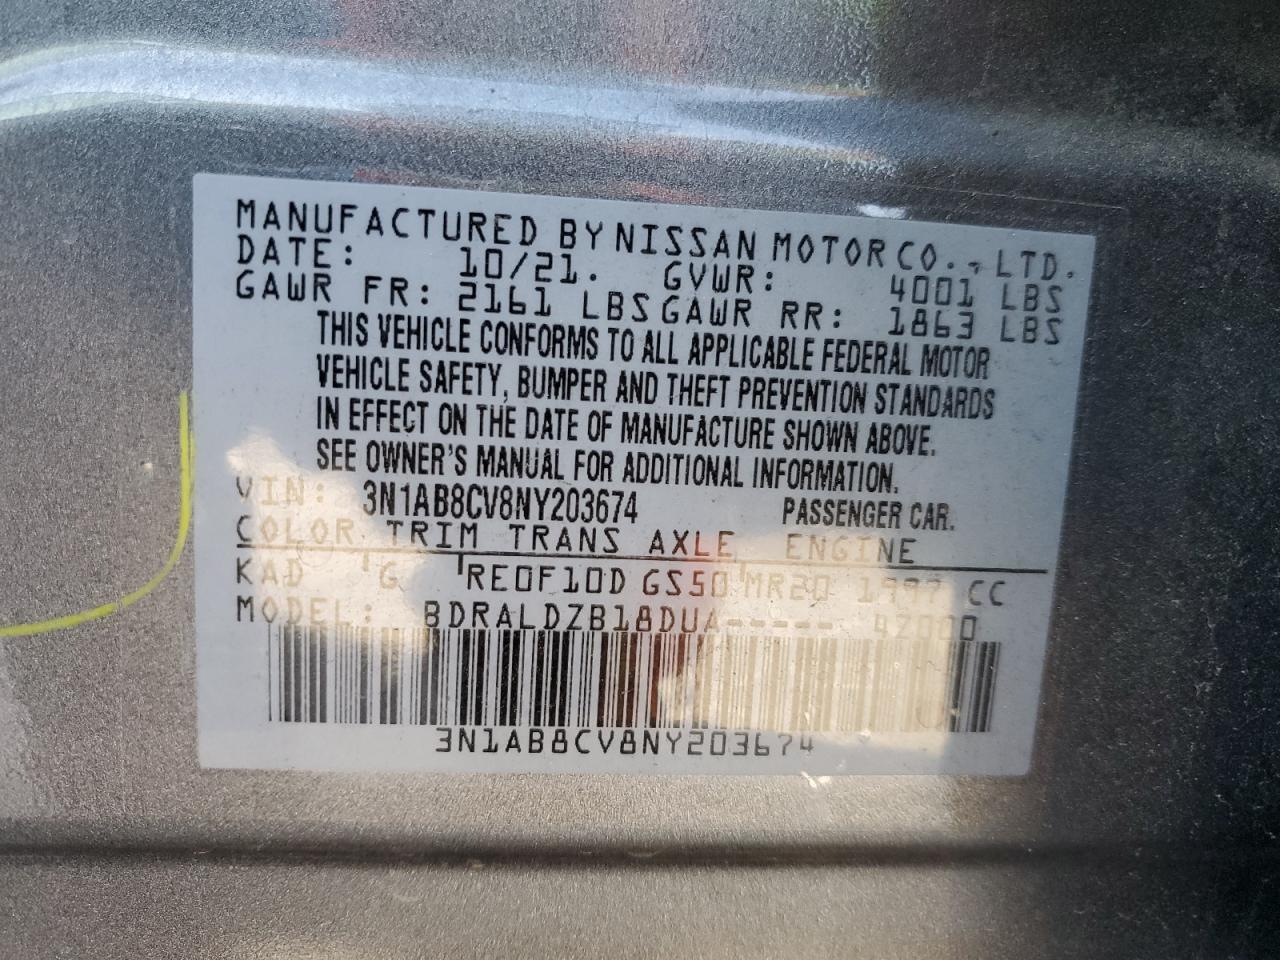 MANUFACTURED BY NISSAN MOTOR CO., LTD.
DATE: 10/21. GVWR: 4001 LBS
GAWR FR: 2161 LBS GAWR RR: 1863 LBS
THIS VEHICLE CONFORMS TO ALL APPLICABLE FEDERAL MOTOR
VEHICLE SAFETY, BUMPER AND THEFT PREVENTION STANDARDS
IN EFFECT ON THE DATE OF MANUFACTURE SHOWN ABOVE.
SEE OWNER'S MANUAL FOR ADDITIONAL INFORMATION.
VIN: 3N1AB8CV8NY203674 PASSENGER CAR.
COLOR TRIM TRANS AXLE ENGINE
KAD G RE0F10D GS50 MR20 1997 CC
MODEL: BDRALDZB18DUA----- 42000
3N1AB8CV8NY203674